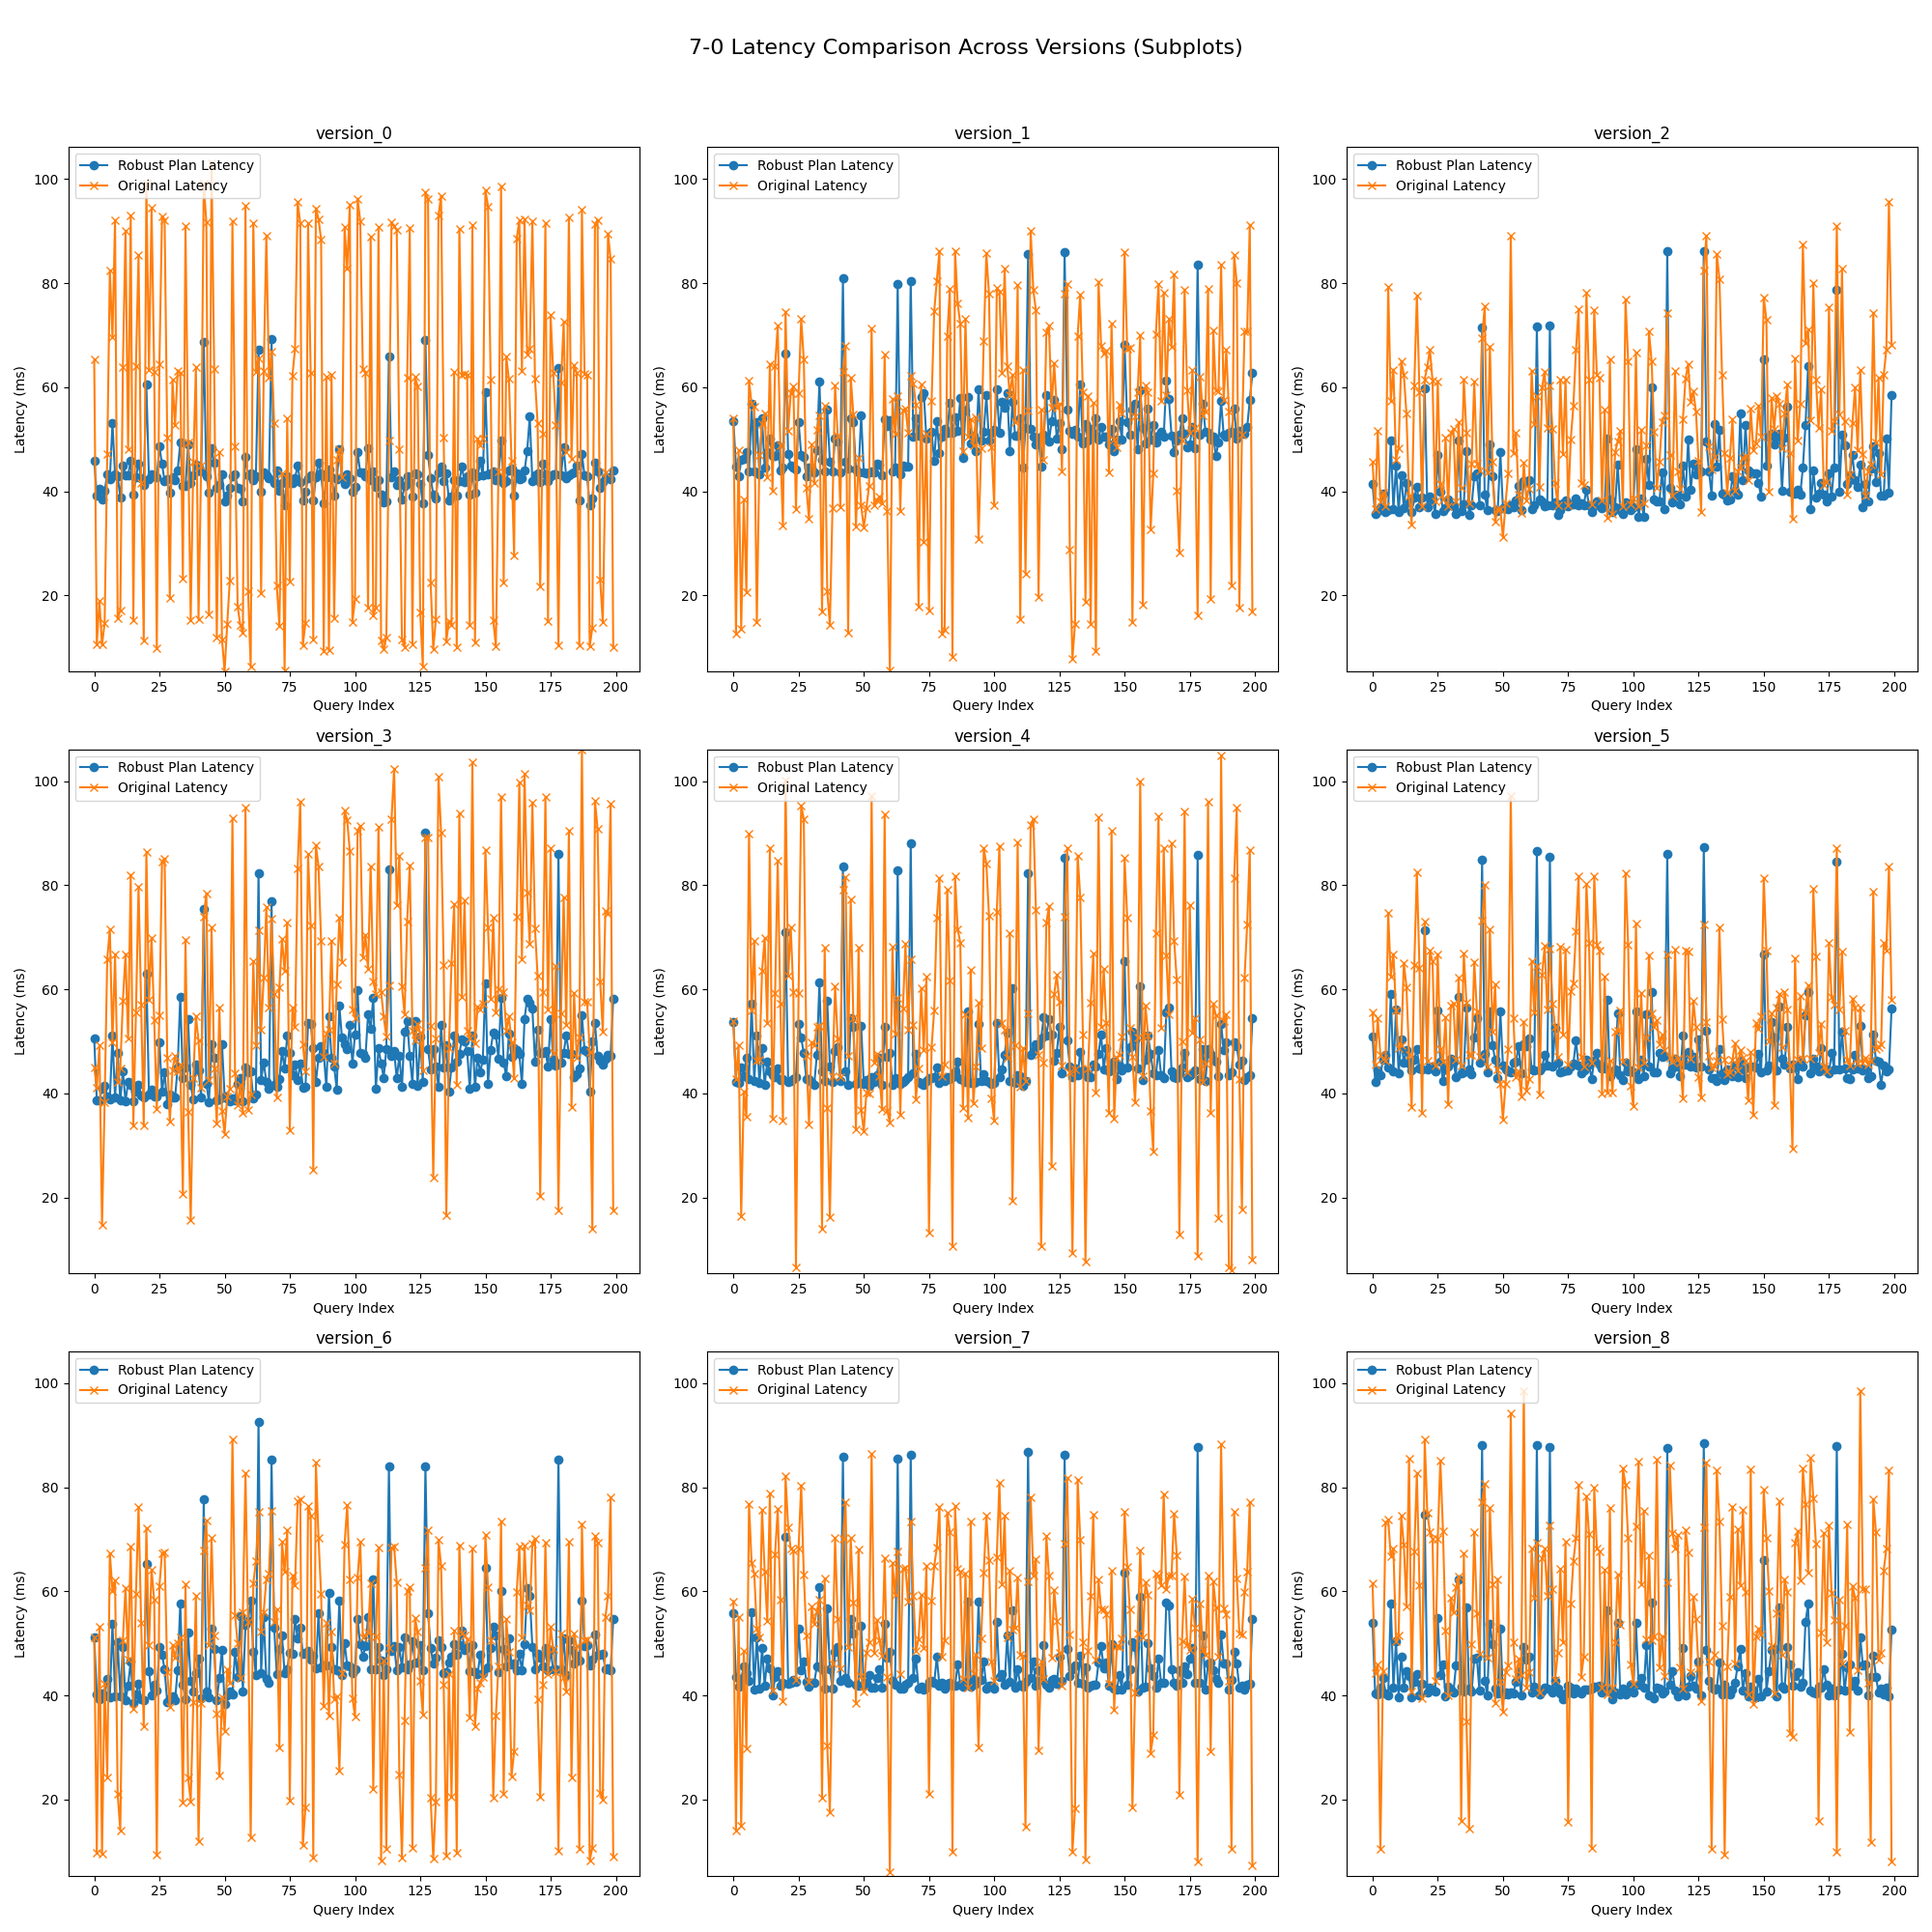 7-0 Latency Comparison Across Versions (Subplots)
version_0
Robust Plan Latency
Original Latency
Latency (ms)
100
80
60
40
20
0 25 50 75 100 125 150 175 200
Query Index
version_1
Robust Plan Latency
Original Latency
Latency (ms)
100
80
60
40
20
0 25 50 75 100 125 150 175 200
Query Index
version_2
Robust Plan Latency
Original Latency
Latency (ms)
100
80
60
40
20
0 25 50 75 100 125 150 175 200
Query Index
version_3
Robust Plan Latency
Original Latency
Latency (ms)
100
80
60
40
20
0 25 50 75 100 125 150 175 200
Query Index
version_4
Robust Plan Latency
Original Latency
Latency (ms)
100
80
60
40
20
0 25 50 75 100 125 150 175 200
Query Index
version_5
Robust Plan Latency
Original Latency
Latency (ms)
100
80
60
40
20
0 25 50 75 100 125 150 175 200
Query Index
version_6
Robust Plan Latency
Original Latency
Latency (ms)
100
80
60
40
20
0 25 50 75 100 125 150 175 200
Query Index
version_7
Robust Plan Latency
Original Latency
Latency (ms)
100
80
60
40
20
0 25 50 75 100 125 150 175 200
Query Index
version_8
Robust Plan Latency
Original Latency
Latency (ms)
100
80
60
40
20
0 25 50 75 100 125 150 175 200
Query Index